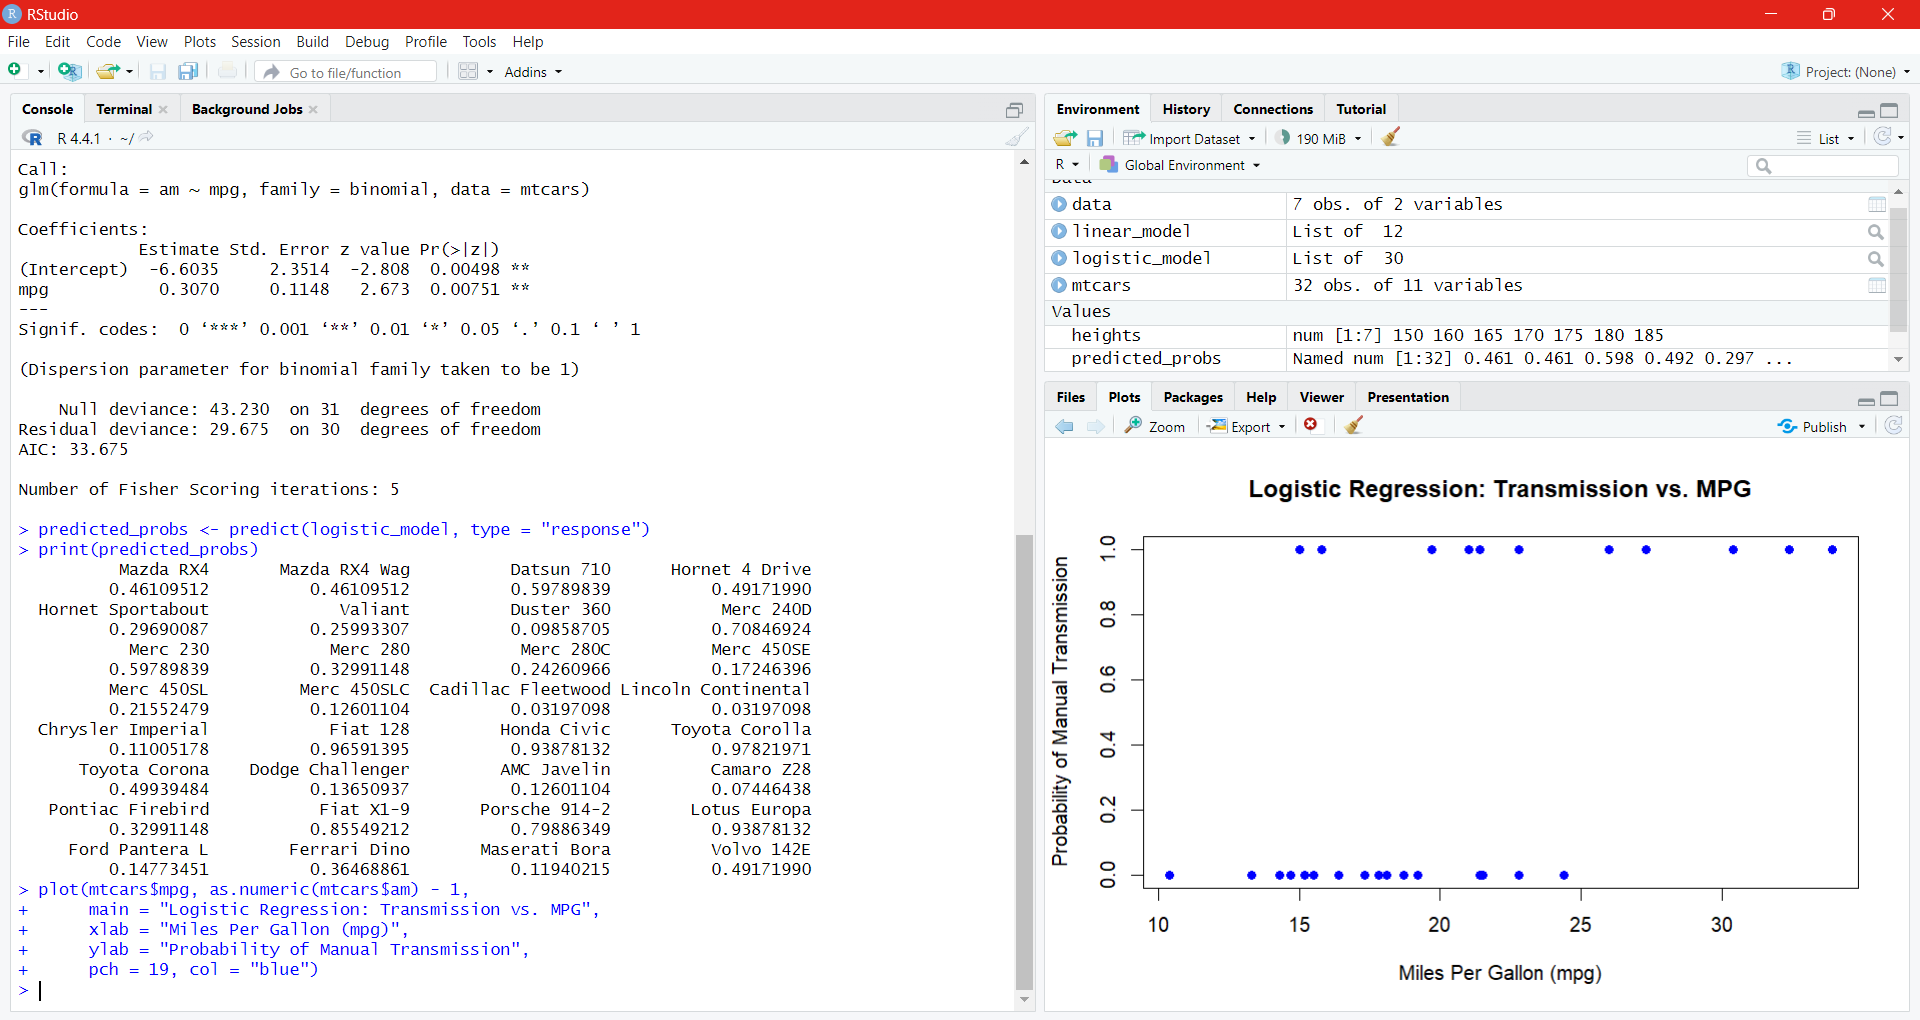 RStudio
File Edit Code View Plots Session Build Debug Profile Tools Help
Go to file/function Addins Project: (None)
Console Terminal Background Jobs
R 4.4.1 · ~/
Call:
glm(formula = am ~ mpg, family = binomial, data = mtcars)
Coefficients:
Estimate Std. Error z value Pr(>|z|)
(Intercept) -6.6035 2.3514 -2.808 0.00498 **
mpg 0.3070 0.1148 2.673 0.00751 **
---
Signif. codes: 0 ‘***’ 0.001 ‘**’ 0.01 ‘*’ 0.05 ‘.’ 0.1 ‘ ’ 1
(Dispersion parameter for binomial family taken to be 1)
Null deviance: 43.230 on 31 degrees of freedom
Residual deviance: 29.675 on 30 degrees of freedom
AIC: 33.675
Number of Fisher Scoring iterations: 5
> predicted_probs <- predict(logistic_model, type = "response")
> print(predicted_probs)
Mazda RX4 Mazda RX4 Wag Datsun 710 Hornet 4 Drive
0.46109512 0.46109512 0.59789839 0.49171990
Hornet Sportabout Valiant Duster 360 Merc 240D
0.29690087 0.25993307 0.09858705 0.70846924
Merc 230 Merc 280 Merc 280C Merc 450SE
0.59789839 0.32991148 0.24260966 0.17246396
Merc 450SL Merc 450SLC Cadillac Fleetwood Lincoln Continental
0.21552479 0.12601104 0.03197098 0.03197098
Chrysler Imperial Fiat 128 Honda Civic Toyota Corolla
0.11005178 0.96591395 0.93878132 0.97821971
Toyota Corona Dodge Challenger AMC Javelin Camaro Z28
0.49939484 0.13650937 0.12601104 0.07446438
Pontiac Firebird Fiat X1-9 Porsche 914-2 Lotus Europa
0.32991148 0.85549212 0.79886349 0.93878132
Ford Pantera L Ferrari Dino Maserati Bora Volvo 142E
0.14773451 0.36468861 0.11940215 0.49171990
> plot(mtcars$mpg, as.numeric(mtcars$am) - 1,
+ main = "Logistic Regression: Transmission vs. MPG",
+ xlab = "Miles Per Gallon (mpg)",
+ ylab = "Probability of Manual Transmission",
+ pch = 19, col = "blue")
>
Environment History Connections Tutorial
Import Dataset 190 MiB List
R Global Environment
Data
data 7 obs. of 2 variables
linear_model List of 12
logistic_model List of 30
mtcars 32 obs. of 11 variables
Values
heights num [1:7] 150 160 165 170 175 180 185
predicted_probs Named num [1:32] 0.461 0.461 0.598 0.492 0.297 ...
Files Plots Packages Help Viewer Presentation
Zoom Export Publish
Logistic Regression: Transmission vs. MPG
Probability of Manual Transmission
1.0
0.8
0.6
0.4
0.2
0.0
10 15 20 25 30
Miles Per Gallon (mpg)